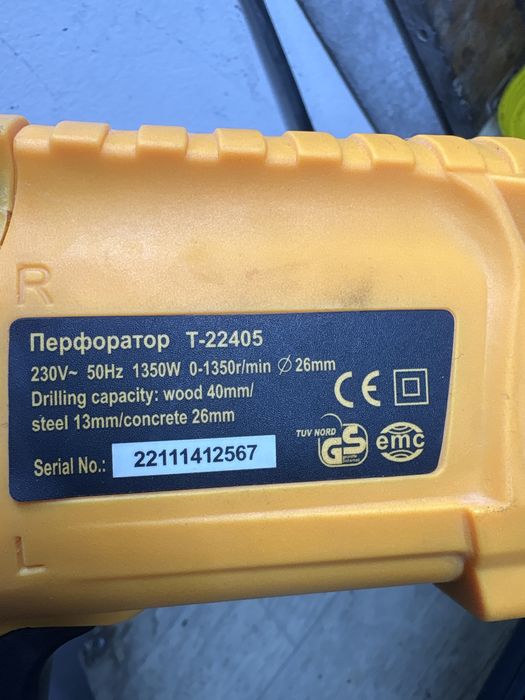 R
Перфоратор T-22405
230V~ 50Hz 1350W 0-1350r/min ∅ 26mm
Drilling capacity: wood 40mm/
steel 13mm/concrete 26mm
CE
TUV NORD
GS
emc
Serial No.: 22111412567
L